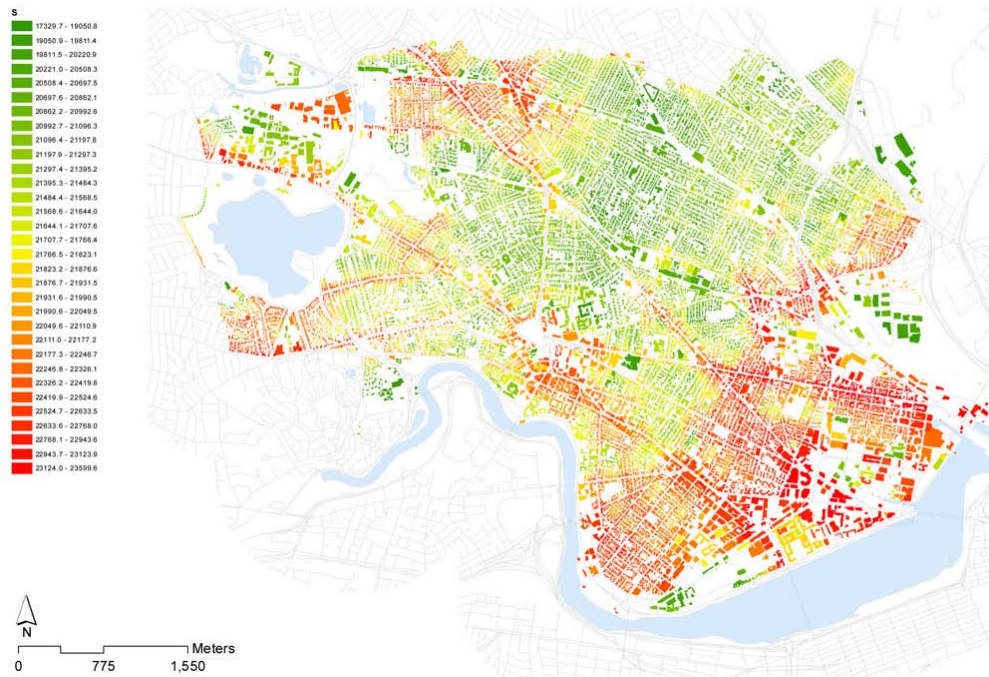 S
17329.7 - 19050.8
19050.9 - 19811.4
19811.5 - 20220.9
20221.0 - 20508.3
20508.4 - 20697.5
20697.6 - 20862.1
20862.2 - 20992.6
20992.7 - 21096.3
21096.4 - 21197.8
21197.9 - 21297.3
21297.4 - 21395.2
21395.3 - 21484.3
21484.4 - 21568.5
21568.6 - 21644.0
21644.1 - 21707.6
21707.7 - 21766.4
21766.5 - 21823.1
21823.2 - 21876.6
21876.7 - 21931.5
21931.6 - 21990.5
21990.6 - 22049.5
22049.6 - 22110.9
22111.0 - 22177.2
22177.3 - 22246.7
22246.8 - 22326.1
22326.2 - 22419.8
22419.9 - 22524.6
22524.7 - 22633.5
22633.6 - 22768.0
22768.1 - 22943.6
22943.7 - 23123.9
23124.0 - 23599.6
N
Meters
0 775 1,550